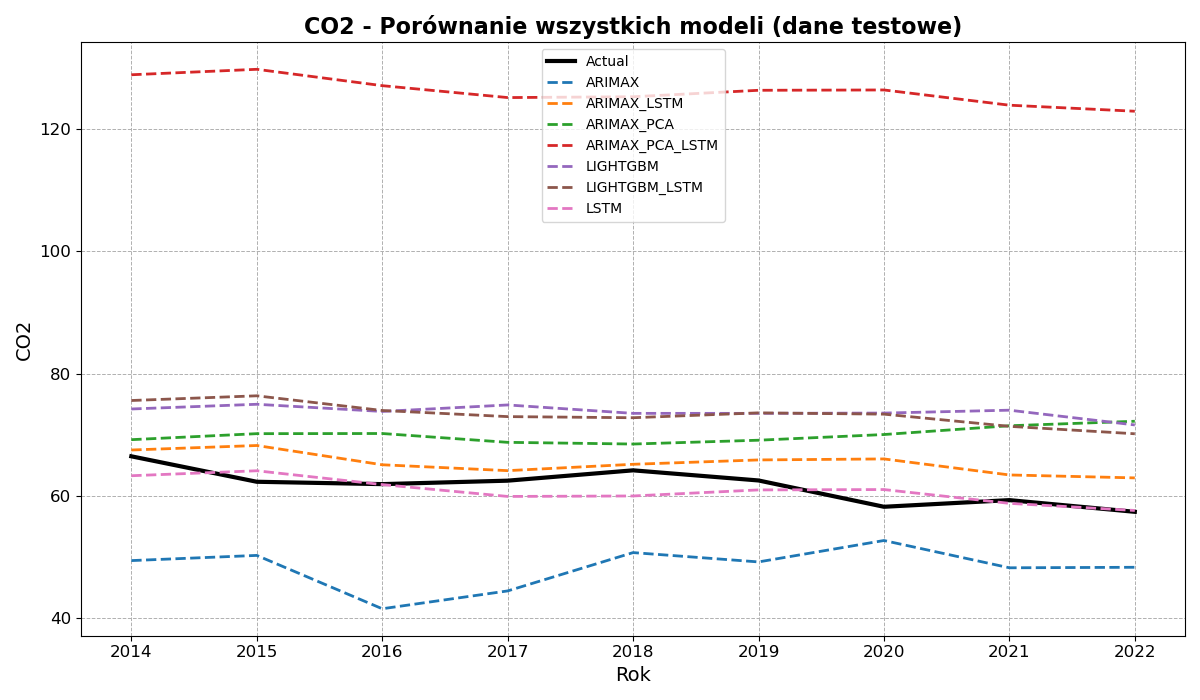 CO2 - Porównanie wszystkich modeli (dane testowe)
Actual
ARIMAX
ARIMAX_LSTM
ARIMAX_PCA
ARIMAX_PCA_LSTM
LIGHTGBM
LIGHTGBM_LSTM
LSTM
CO2
120
100
80
60
40
2014 2015 2016 2017 2018 2019 2020 2021 2022
Rok